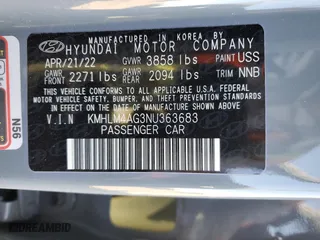 MANUFACTURED IN KOREA BY
HYUNDAI MOTOR COMPANY
APR/21/22 GVWR 3858 lbs PAINT USS
GAWR FRONT 2271 lbs GAWR REAR 2094 lbs TRIM NNB
THIS VEHICLE CONFORMS TO ALL APPLICABLE
U.S. FEDERAL MOTOR VEHICLE SAFETY, BUMPER,
AND THEFT PREVENTION STANDARDS IN EFFECT
ON THE DATE OF MANUFACTURE SHOWN ABOVE.
V.I.N KMHLM4AG3NU363683
PASSENGER CAR
N56
DREAMBID